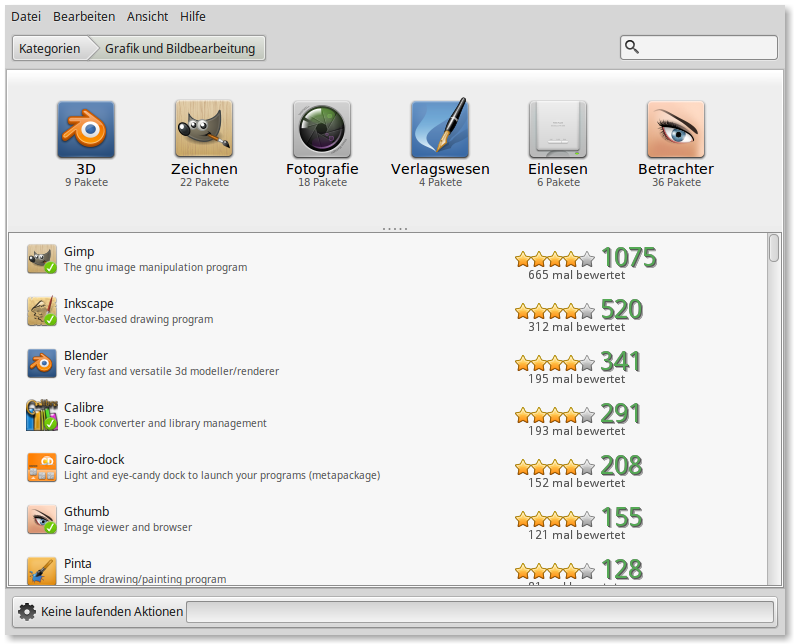 Datei Bearbeiten Ansicht Hilfe
Kategorien Grafik und Bildbearbeitung
3D Zeichnen Fotografie Verlagswesen Einlesen Betrachter
9 Pakete 22 Pakete 18 Pakete 4 Pakete 6 Pakete 36 Pakete
Gimp 1075
The gnu image manipulation program 665 mal bewertet
Inkscape 520
Vector-based drawing program 312 mal bewertet
Blender 341
Very fast and versatile 3d modeller/renderer 195 mal bewertet
Calibre 291
E-book converter and library management 193 mal bewertet
Cairo-dock 208
Light and eye-candy dock to launch your programs (metapackage) 152 mal bewertet
Gthumb 155
Image viewer and browser 121 mal bewertet
Pinta 128
Simple drawing/painting program
Keine laufenden Aktionen